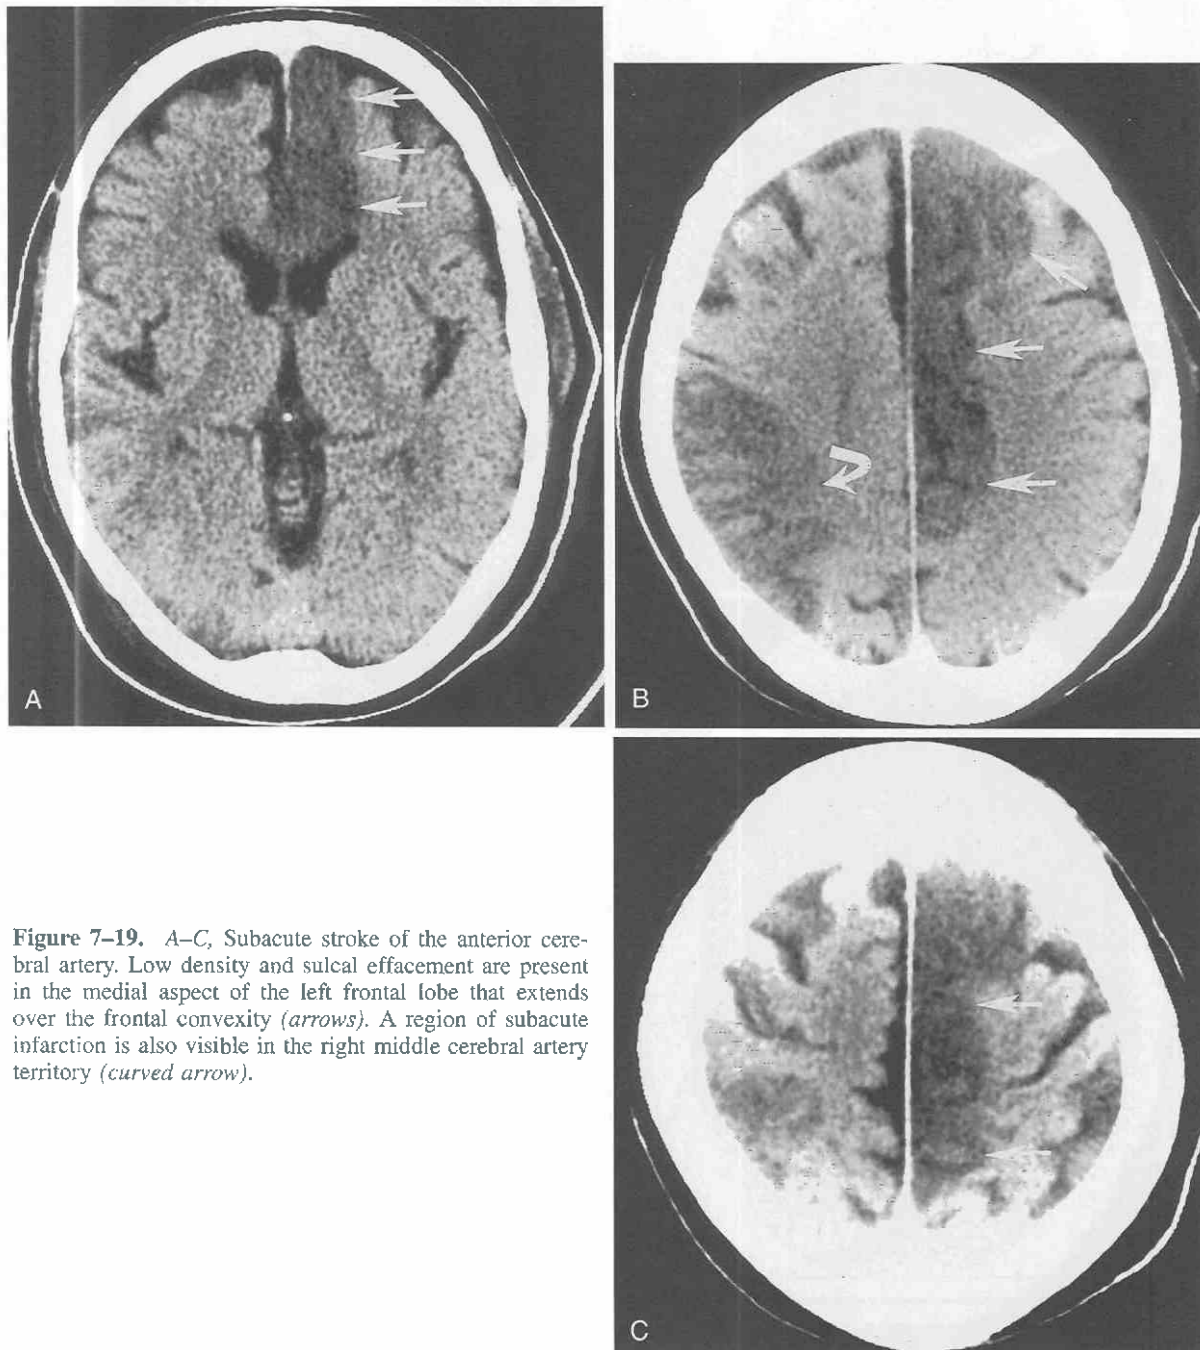 A
B
Figure 7–19. A–C, Subacute stroke of the anterior cere-
bral artery. Low density and sulcal effacement are present
in the medial aspect of the left frontal lobe that extends
over the frontal convexity (arrows). A region of subacute
infarction is also visible in the right middle cerebral artery
territory (curved arrow).
C